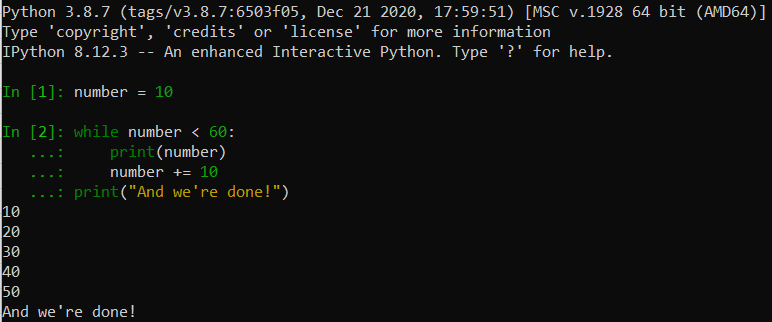 Python 3.8.7 (tags/v3.8.7:6503f05, Dec 21 2020, 17:59:51) [MSC v.1928 64 bit (AMD64)]
Type 'copyright', 'credits' or 'license' for more information
IPython 8.12.3 -- An enhanced Interactive Python. Type '?' for help.

In [1]: number = 10

In [2]: while number < 60:
   ...:     print(number)
   ...:     number += 10
   ...: print("And we're done!")
10
20
30
40
50
And we're done!